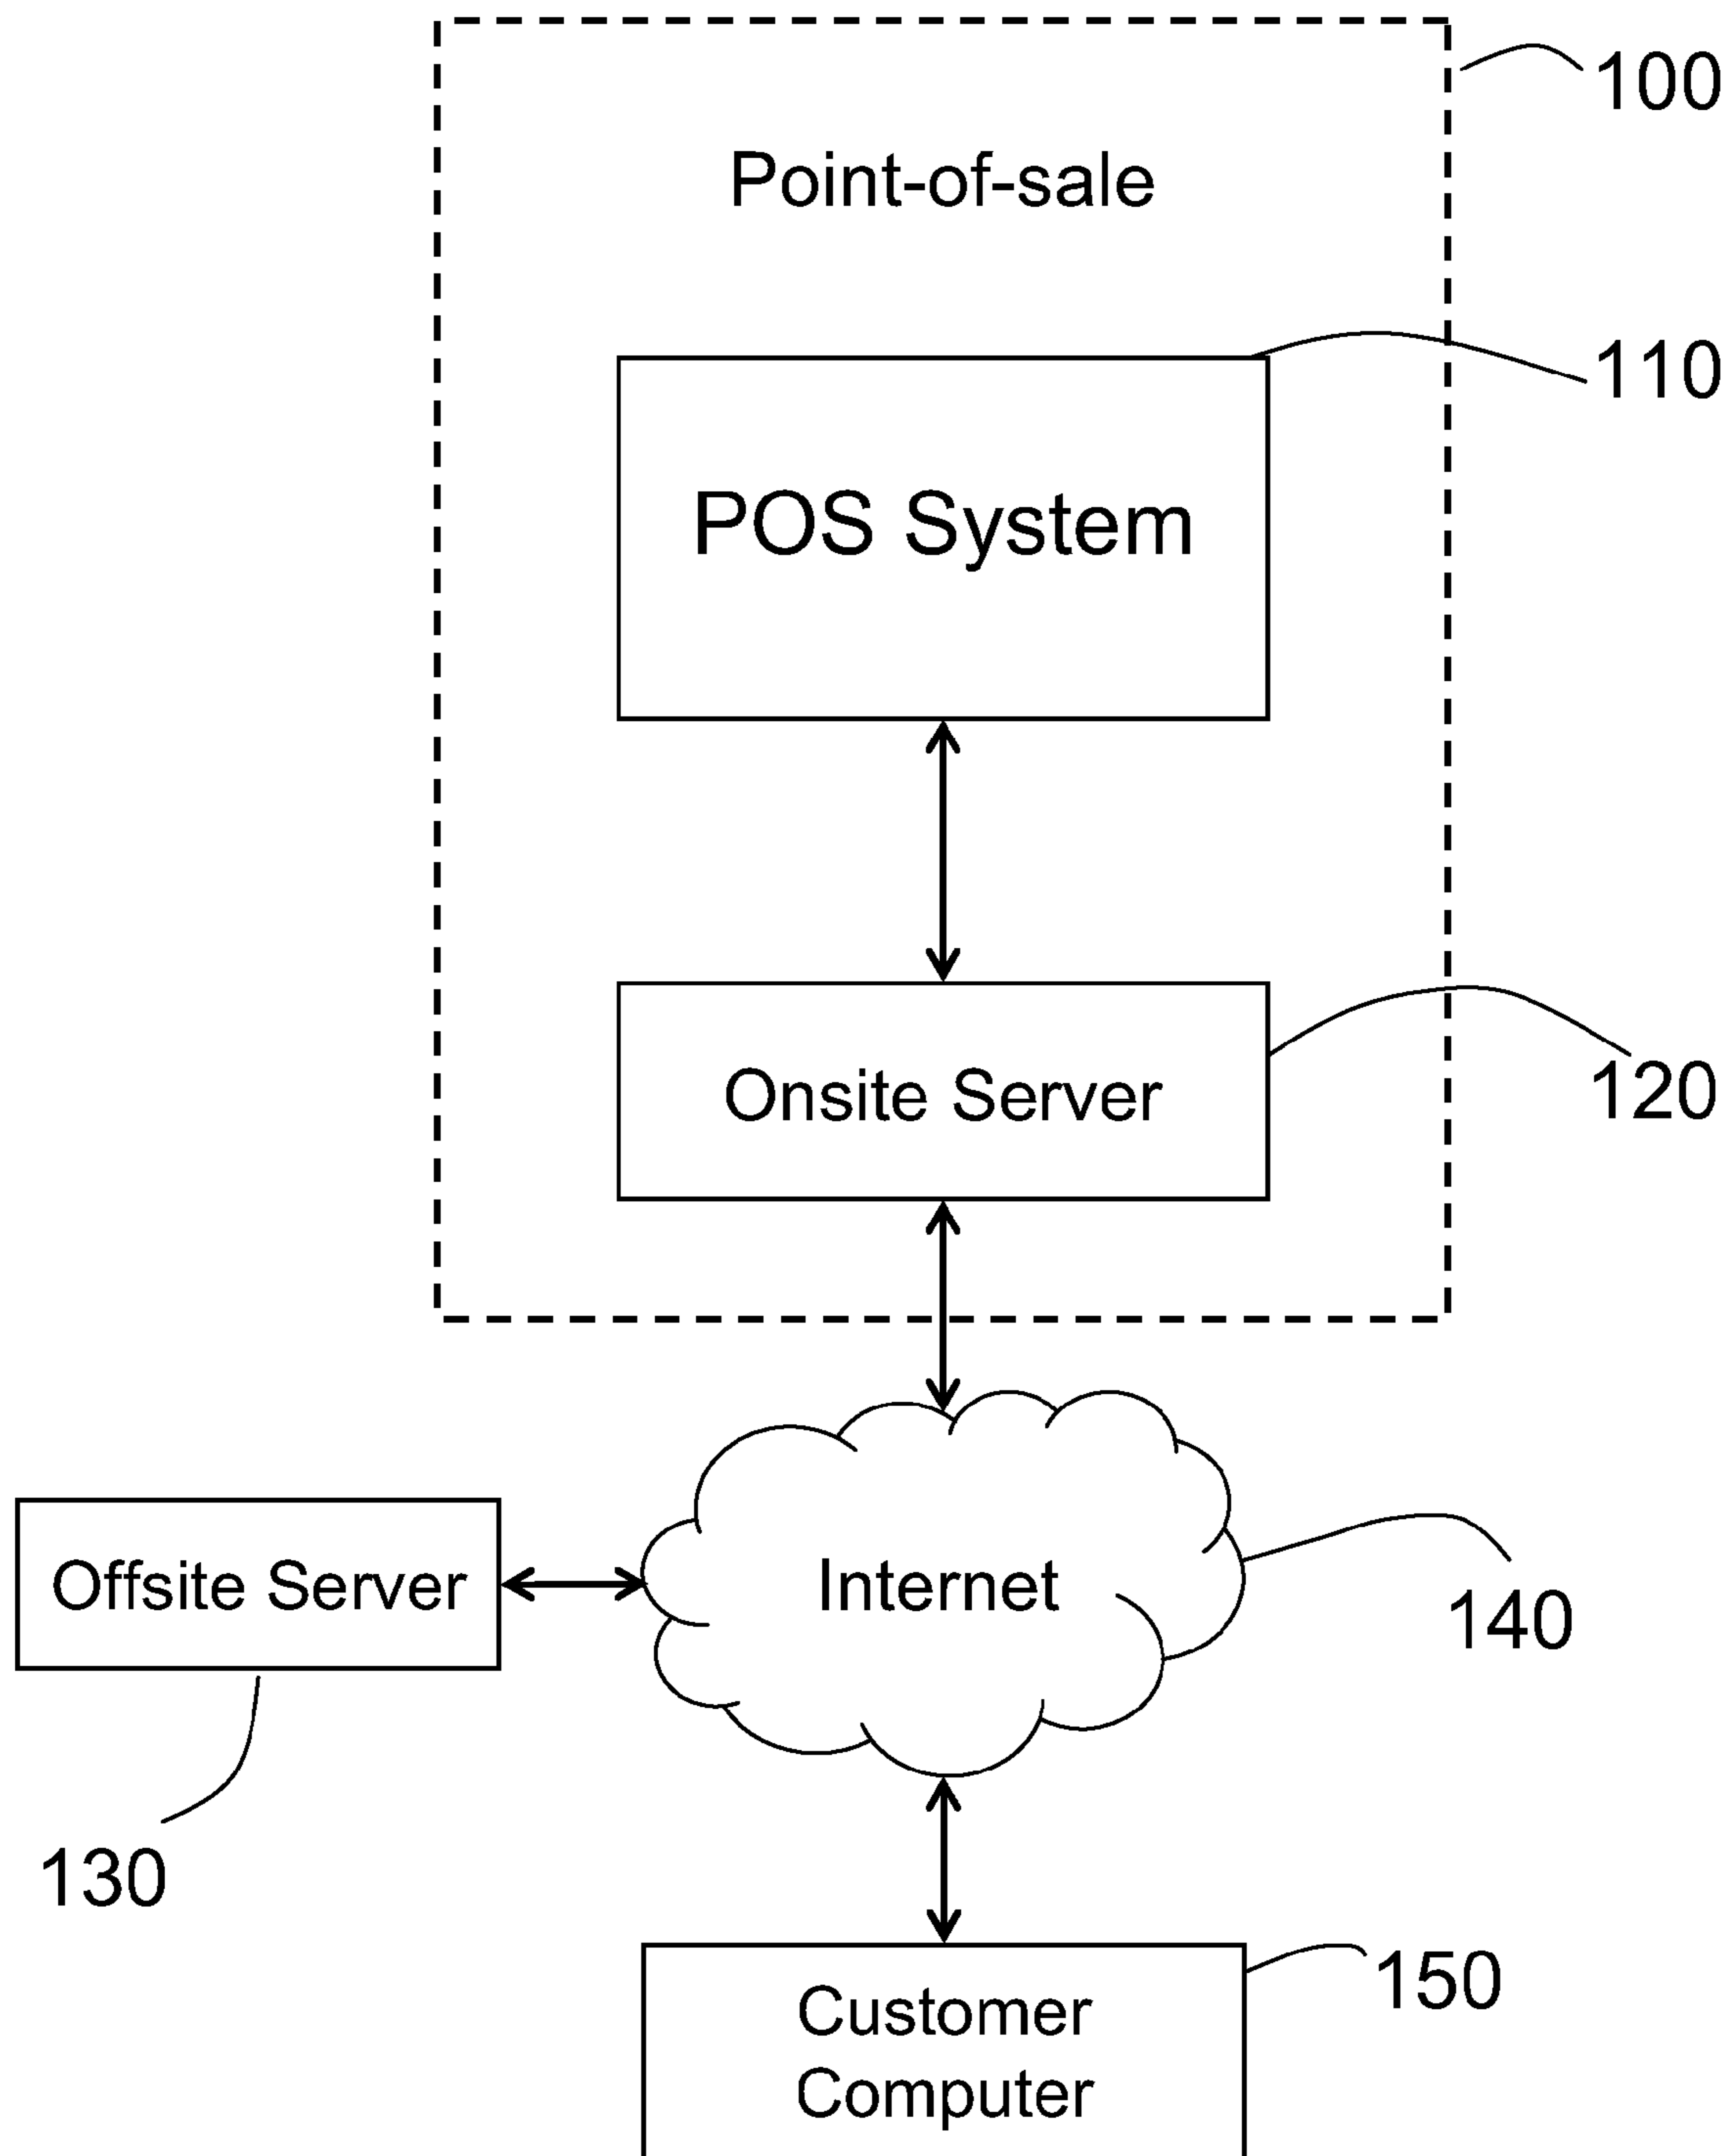 100
Point-of-sale
110
POS System
Onsite Server
120
Offsite Server
Internet
140
130
150
Customer
Computer